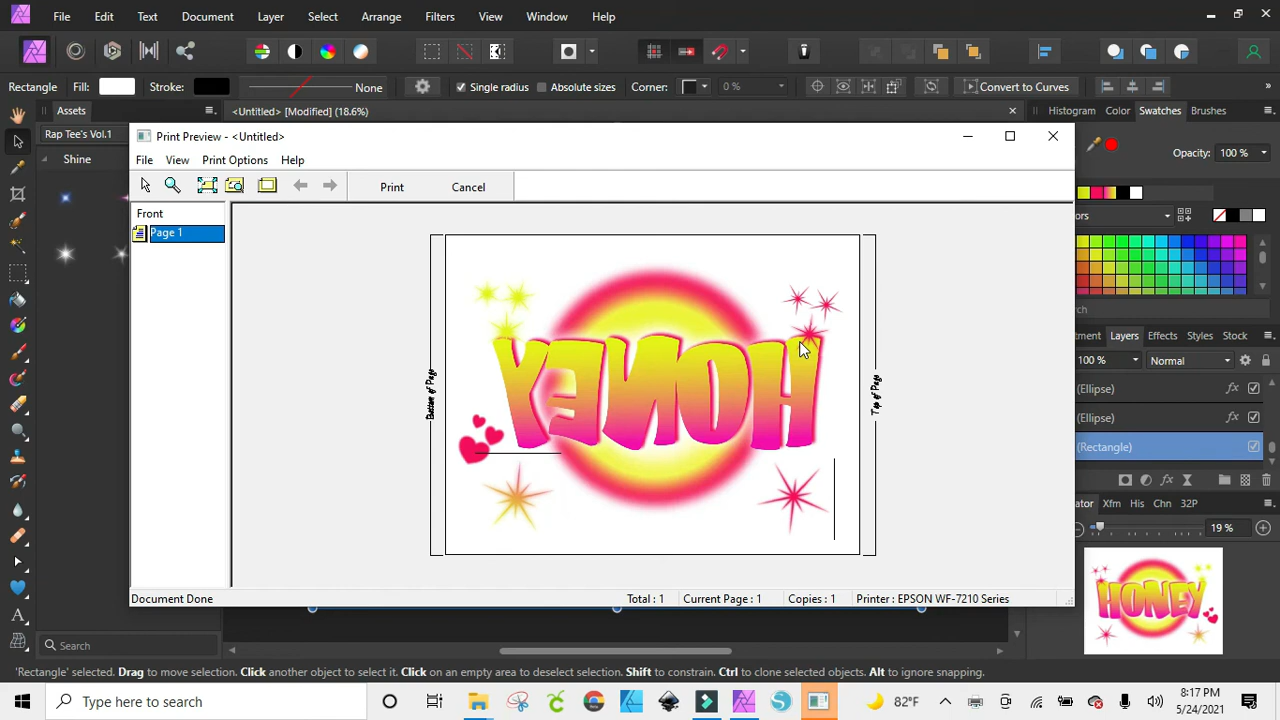 File Edit Text Document Layer Select Arrange Filters View Window Help
Rectangle Fill: Stroke: None Single radius Absolute sizes Corner: 0 % Convert to Curves »
Assets <Untitled> [Modified] (18.6%) Histogram Color Swatches Brushes
Rap Tee's Vol.1
Shine
Opacity: 100 %
Print Preview - <Untitled>
File View Print Options Help
Print Cancel
Front
Page 1
Bottom of Page
HONEY
Top of Page
Document Done Total : 1 Current Page : 1 Copies : 1 Printer : EPSON WF-7210 Series
ors
rch
Layers Effects Styles Stock
100 % Normal
(Ellipse) fx
(Ellipse) fx
(Rectangle)
ator Xfm His Chn 32P
19 %
HONEY
Search
'Rectangle' selected. Drag to move selection. Click another object to select it. Click on an empty area to deselect selection. Shift to constrain. Ctrl to clone selected objects. Alt to ignore snapping.
Type here to search
82°F
8:17 PM
5/24/2021